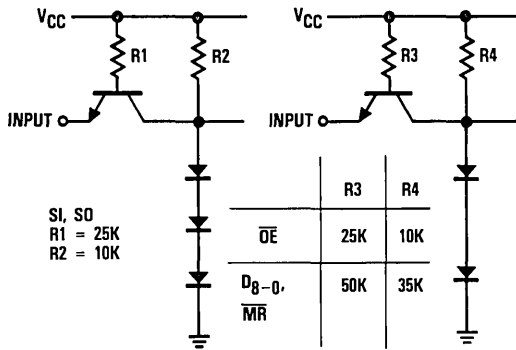 VCC VCC
R1 R2 R3 R4
INPUT INPUT
SI, SO
R1 = 25K
R2 = 10K
R3 R4
OE 25K 10K
D8-0, MR 50K 35K